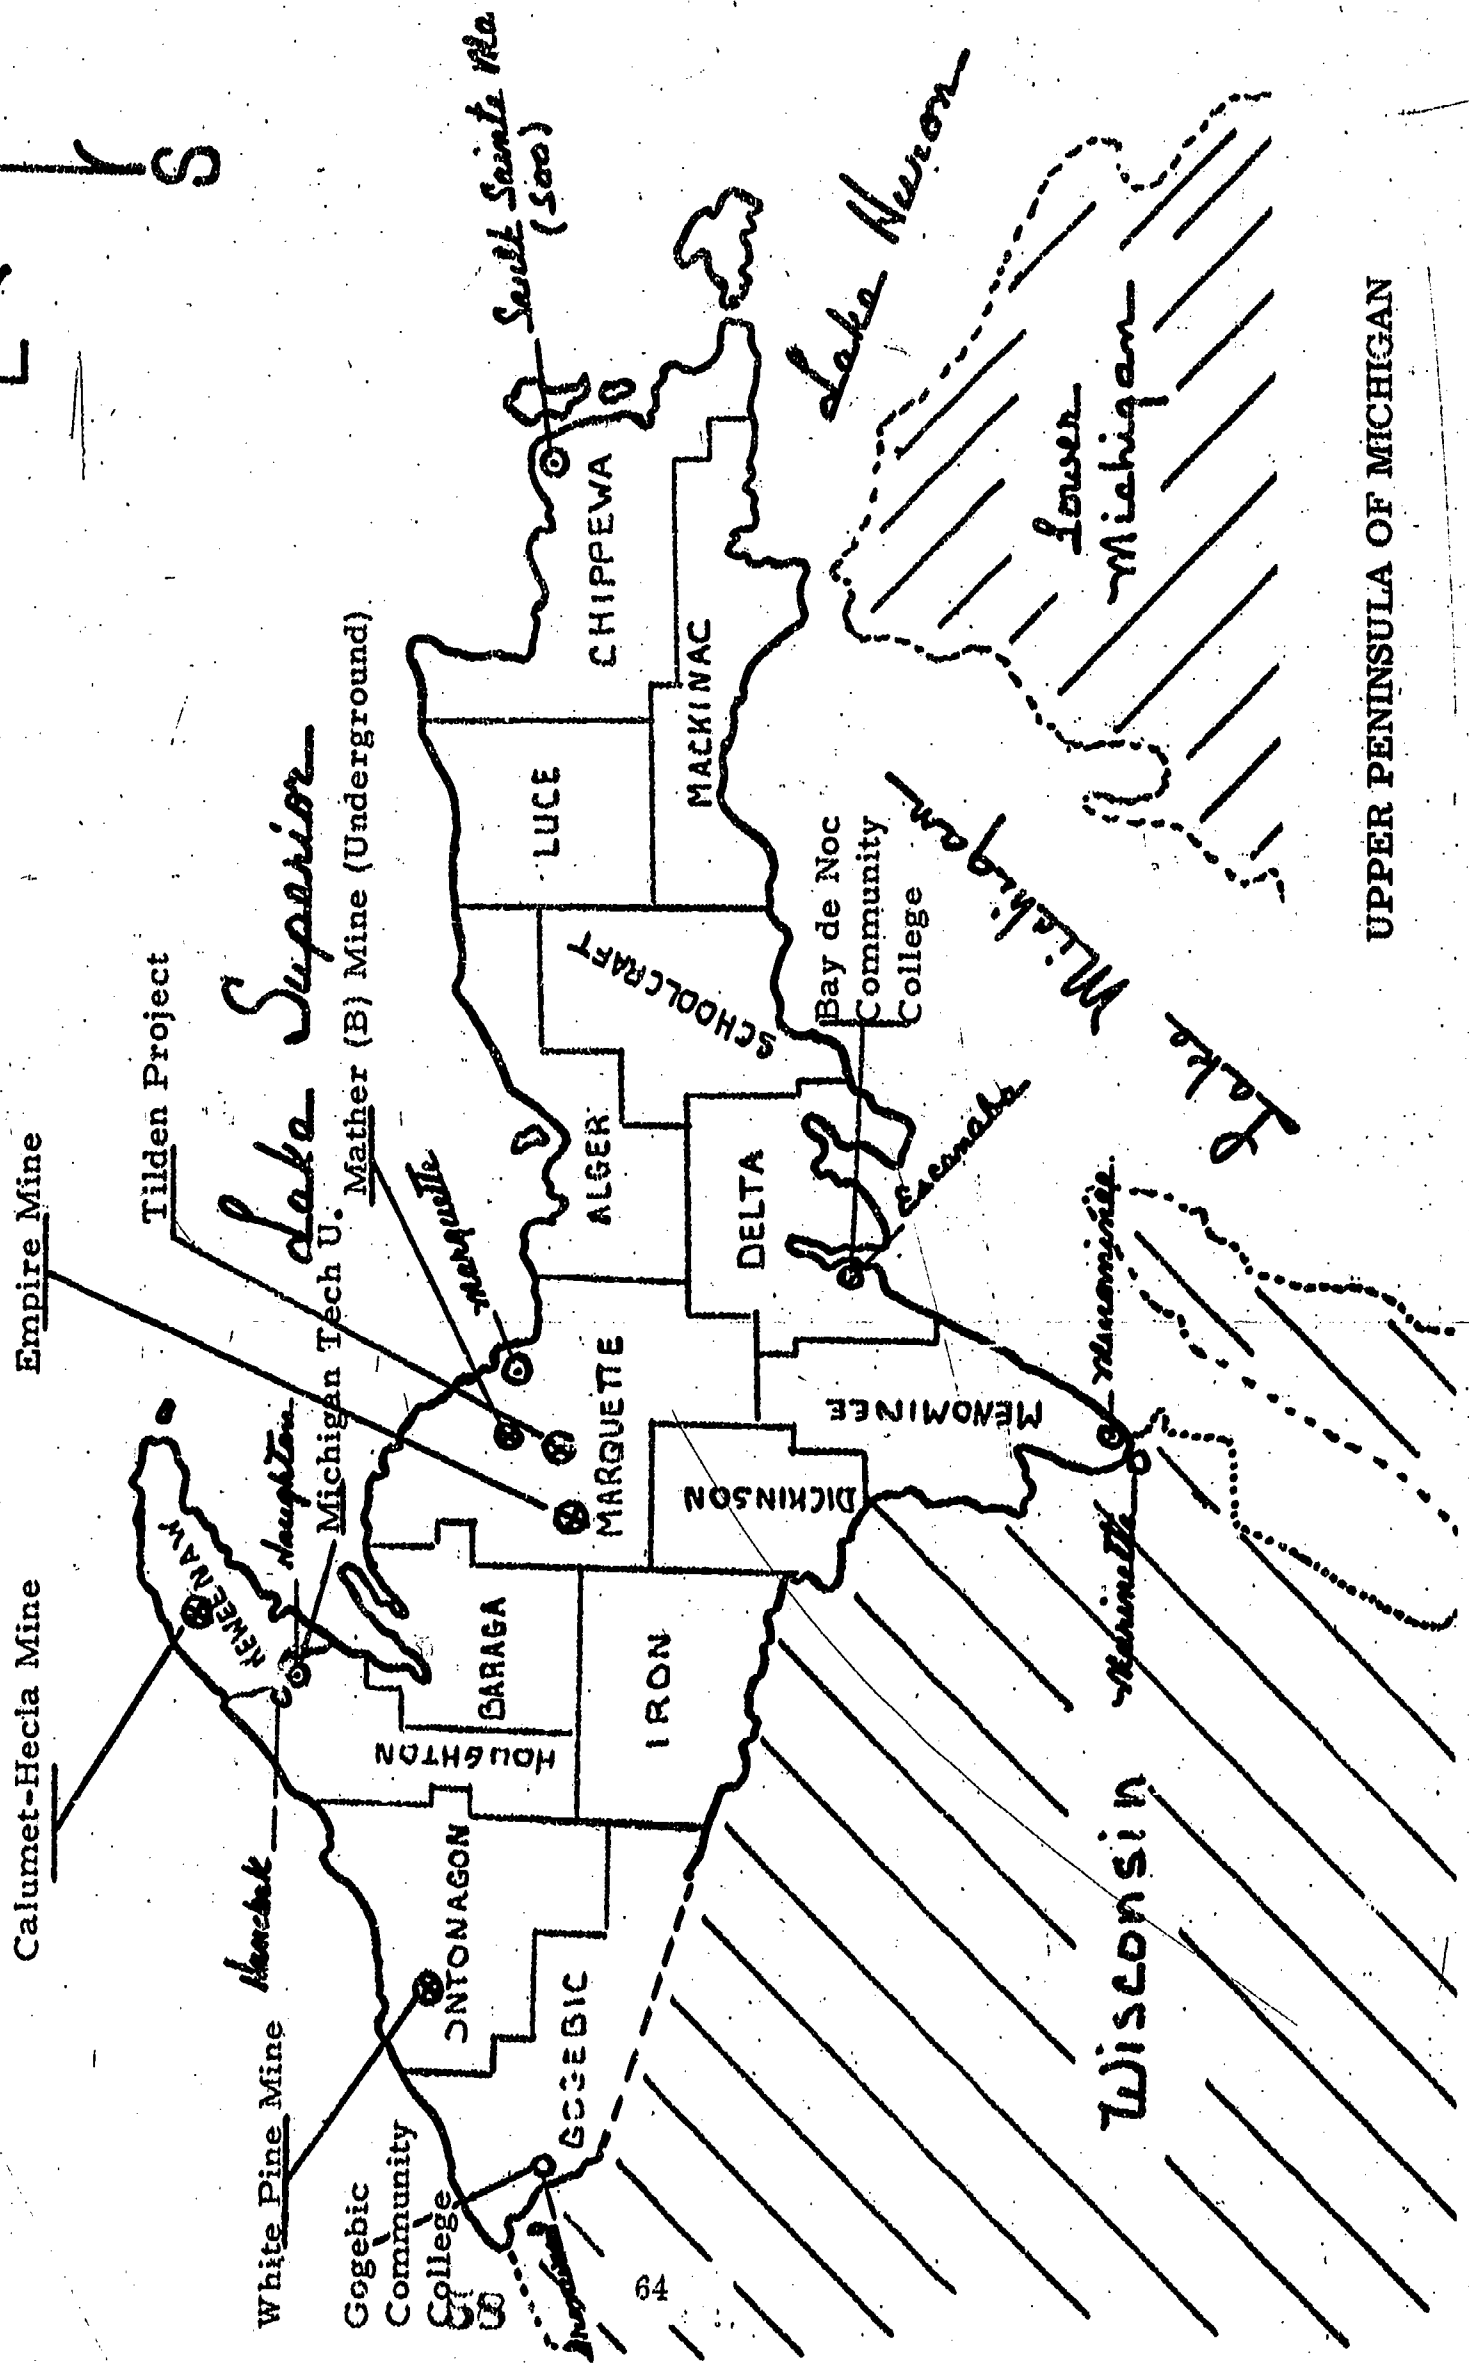 S
Empire Mine
Tilden Project
Calumet-Hecla Mine
Lake Superior
Mather (B) Mine (Underground)
Michigan Tech U.
Houghton
Hancock
White Pine Mine
Gogebic
Community
College
Marquette
Sault Sainte Ma
(Soo)
KEWEENAW
BARAGA
HOUGHTON
ONTONAGON
GOGEBIC
IRON
MARQUETTE
DICKINSON
MENOMINEE
DELTA
ALGER
SCHOOLCRAFT
LUCE
MACKINAC
CHIPPEWA
Bay de Noc
Community
College
Escanaba
Menominee
Marinette
Wisconsin
Lake Michigan
Lake Huron
Lower
Michigan
UPPER PENINSULA OF MICHIGAN
64